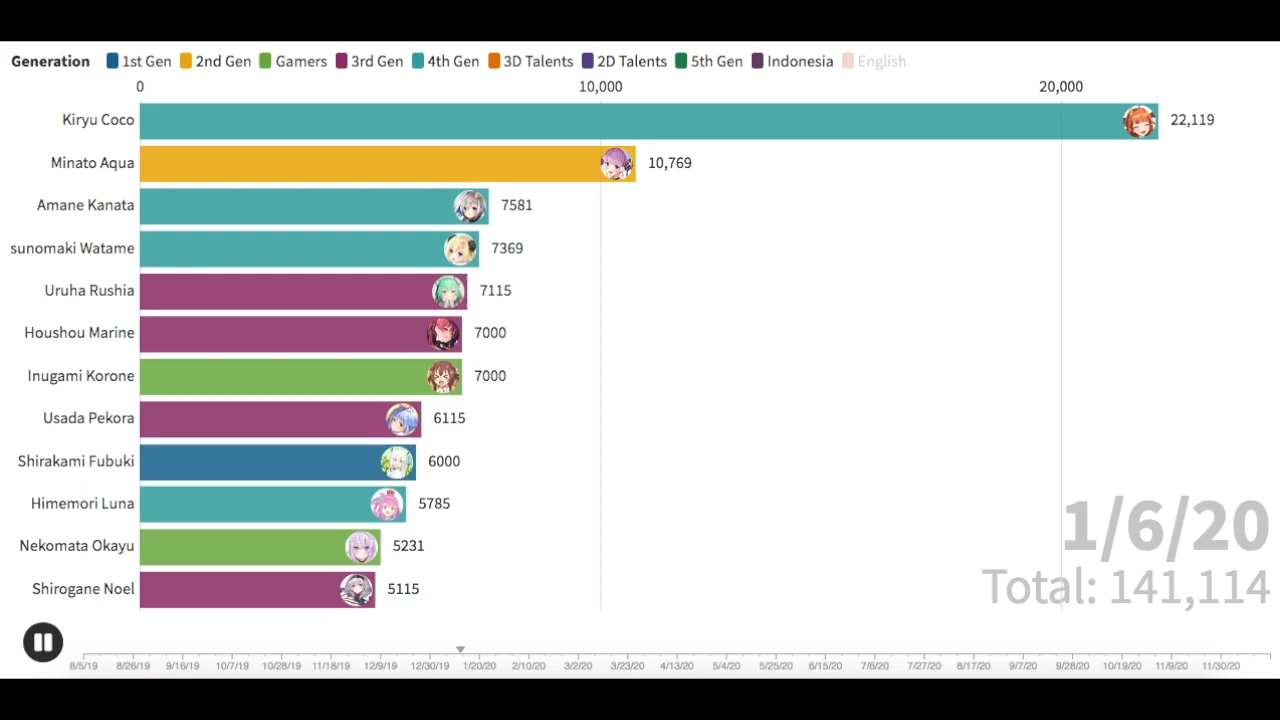 Generation 1st Gen 2nd Gen Gamers 3rd Gen 4th Gen 3D Talents 2D Talents 5th Gen Indonesia English
0 10,000 20,000
Kiryu Coco 22,119
Minato Aqua 10,769
Amane Kanata 7581
sunomaki Watame 7369
Uruha Rushia 7115
Houshou Marine 7000
Inugami Korone 7000
Usada Pekora 6115
Shirakami Fubuki 6000
Himemori Luna 5785
Nekomata Okayu 5231
Shirogane Noel 5115
1/6/20
Total: 141,114
8/5/19 8/26/19 9/16/19 10/7/19 10/28/19 11/18/19 12/9/19 12/30/19 1/20/20 2/10/20 3/2/20 3/23/20 4/13/20 5/4/20 5/25/20 6/15/20 7/6/20 7/27/20 8/17/20 9/7/20 9/28/20 10/19/20 11/9/20 11/30/20